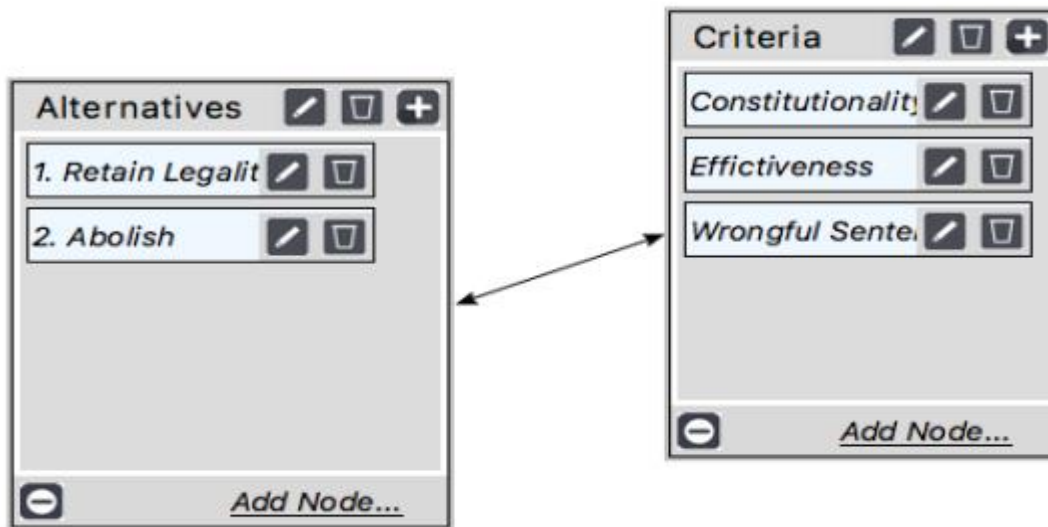 Alternatives
1. Retain Legalit
2. Abolish
Add Node...
Criteria
Constitutionality
Effictiveness
Wrongful Sente
Add Node...